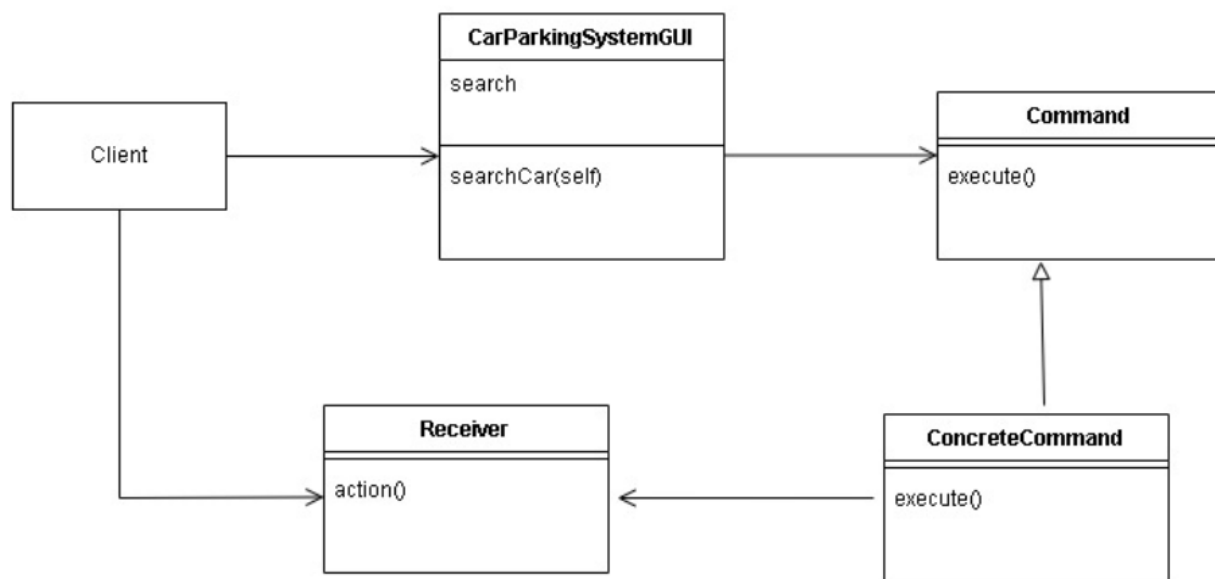 CarParkingSystemGUI
search
searchCar(self)
Client
Command
execute()
Receiver
action()
ConcreteCommand
execute()